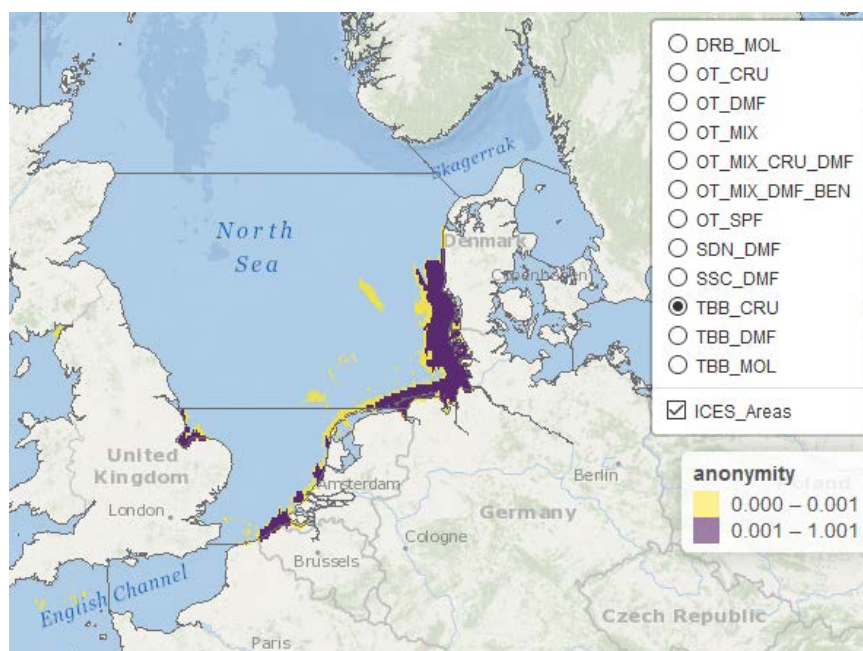 DRB_MOL
OT_CRU
OT_DMF
OT_MIX
OT_MIX_CRU_DMF
OT_MIX_DMF_BEN
OT_SPF
SDN_DMF
SSC_DMF
TBB_CRU
TBB_DMF
TBB_MOL
ICES_Areas
anonymity
0.000 – 0.001
0.001 – 1.001
Skagerrak
North
Sea
Denmark
Copenhagen
United
Kingdom
London
Amsterdam
Berlin
Poland
Germany
Cologne
Brussels
English Channel
Czech Republic
Paris